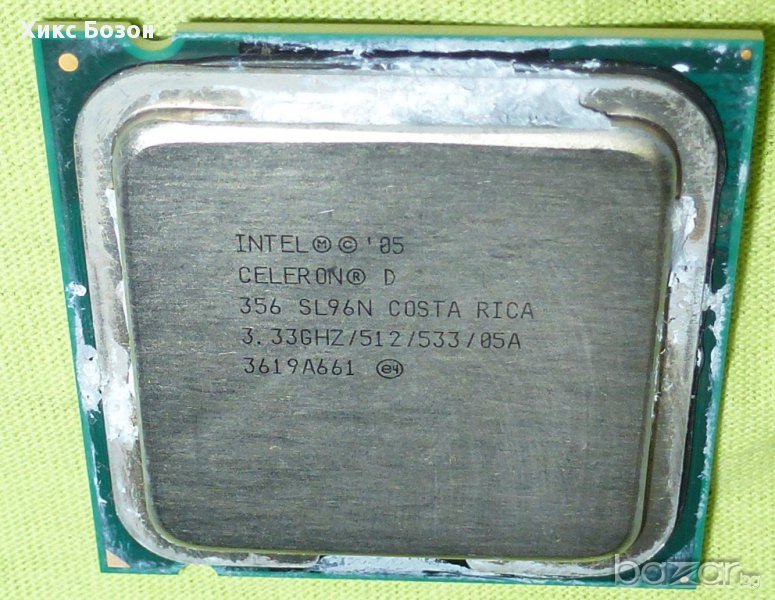 Хикс Бозон
INTEL Ⓜ © '05
CELERON® D
356 SL96N COSTA RICA
3.33GHZ/512/533/05A
3619A661 e4
bazar.bg